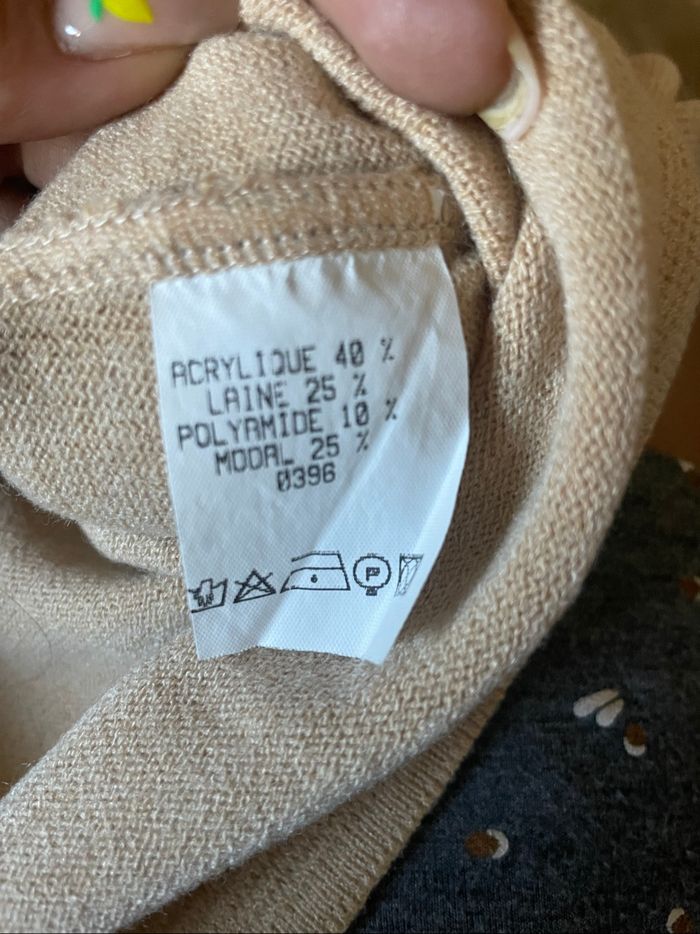 ACRYLIQUE 40 %
LAINE 25 %
POLYAMIDE 10 %
MODAL 25 %
0396
P